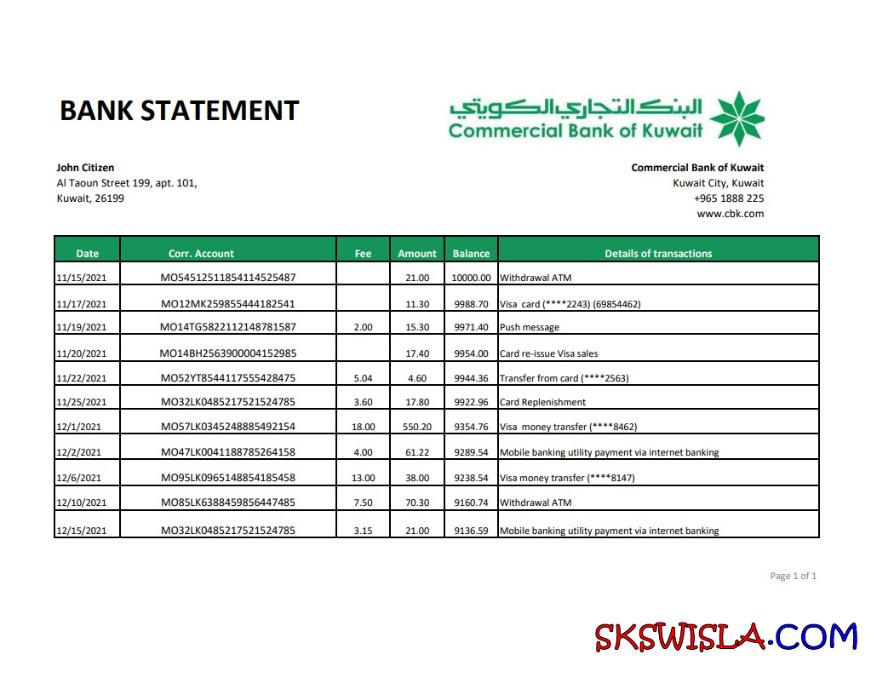 BANK STATEMENT
البنك التجاري الكويتي
Commercial Bank of Kuwait
John Citizen
Al Taoun Street 199, apt. 101,
Kuwait, 26199
Commercial Bank of Kuwait
Kuwait City, Kuwait
+965 1888 225
www.cbk.com
Date Corr. Account Fee Amount Balance Details of transactions
11/15/2021 MO54512511854114525487 21.00 10000.00 Withdrawal ATM
11/17/2021 MO12MK259855444182541 11.30 9988.70 Visa card (****2243) (69854462)
11/19/2021 MO14TG5822112148781587 2.00 15.30 9971.40 Push message
11/20/2021 MO14BH2563900004152985 17.40 9954.00 Card re-issue Visa sales
11/22/2021 MO52YT8544117555428475 5.04 4.60 9944.36 Transfer from card (****2563)
11/25/2021 MO32LK0485217521524785 3.60 17.80 9922.96 Card Replenishment
12/1/2021 MO57LK0345248885492154 18.00 550.20 9354.76 Visa money transfer (****8462)
12/2/2021 MO47LK0041188785264158 4.00 61.22 9289.54 Mobile banking utility payment via internet banking
12/6/2021 MO95LK0965148854185458 13.00 38.00 9238.54 Visa money transfer (****8147)
12/10/2021 MO85LK6388459856447485 7.50 70.30 9160.74 Withdrawal ATM
12/15/2021 MO32LK0485217521524785 3.15 21.00 9136.59 Mobile banking utility payment via internet banking
Page 1 of 1
SKSWISLA.COM